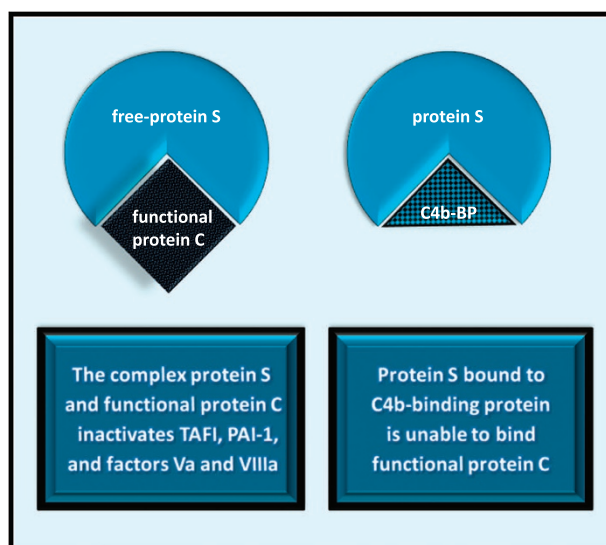 free-protein S
functional
protein C
protein S
C4b-BP
The complex protein S
and functional protein C
inactivates TAFI, PAI-1,
and factors Va and VIIIa
Protein S bound to
C4b-binding protein
is unable to bind
functional protein C